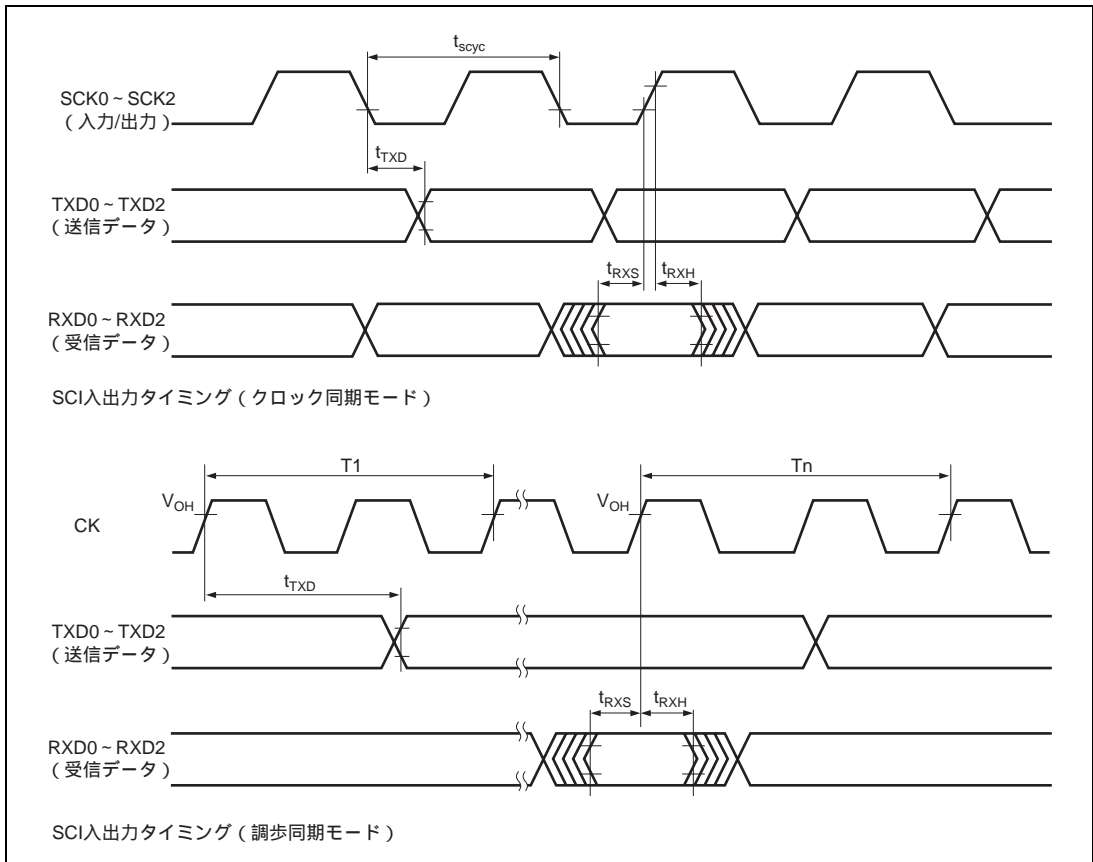 tscyc
SCK0 ~ SCK2
( 入力/出力 )
tTXD
TXD0 ~ TXD2
( 送信データ )
tRXS
tRXH
RXD0 ~ RXD2
( 受信データ )
SCI入出力タイミング ( クロック同期モード )
T1
Tn
VOH
VOH
CK
tTXD
TXD0 ~ TXD2
( 送信データ )
tRXS
tRXH
RXD0 ~ RXD2
( 受信データ )
SCI入出力タイミング ( 調歩同期モード )